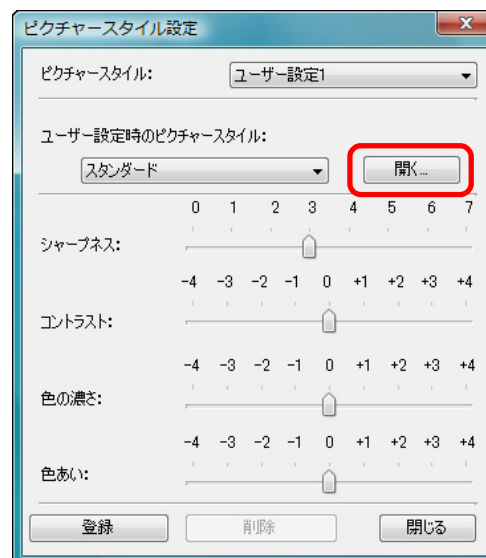 ピクチャースタイル設定
ピクチャースタイル: ユーザー設定1
ユーザー設定時のピクチャースタイル:
スタンダード 開く...
0 1 2 3 4 5 6 7
シャープネス:
-4 -3 -2 -1 0 +1 +2 +3 +4
コントラスト:
-4 -3 -2 -1 0 +1 +2 +3 +4
色の濃さ:
-4 -3 -2 -1 0 +1 +2 +3 +4
色あい:
登録 削除 閉じる